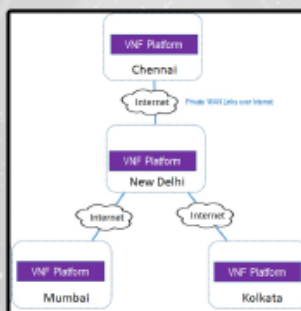 VNF Platform
Chennai
Internet
Private WAN Links over Internet
VNF Platform
New Delhi
Internet
Internet
VNF Platform
Mumbai
VNF Platform
Kolkata